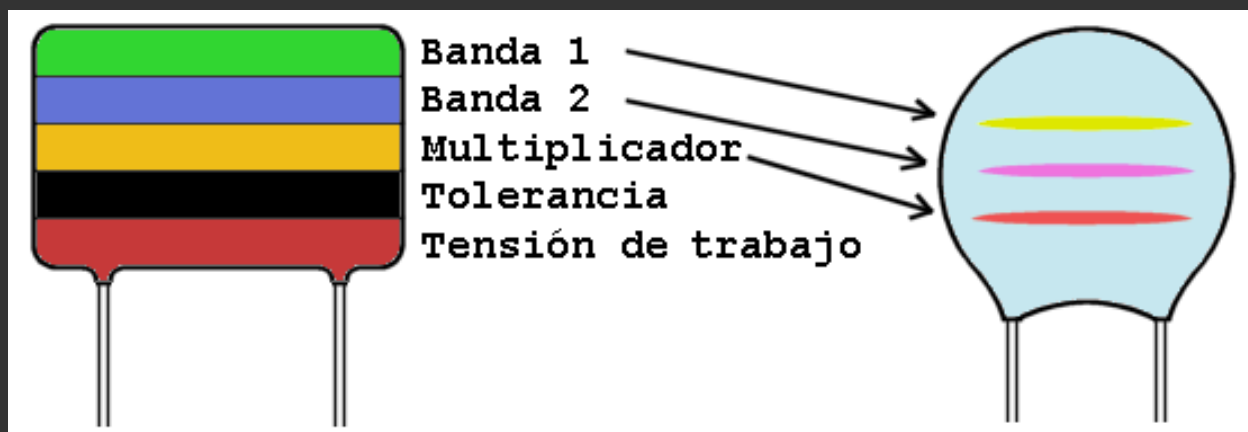 Banda 1
Banda 2
Multiplicador
Tolerancia
Tensión de trabajo